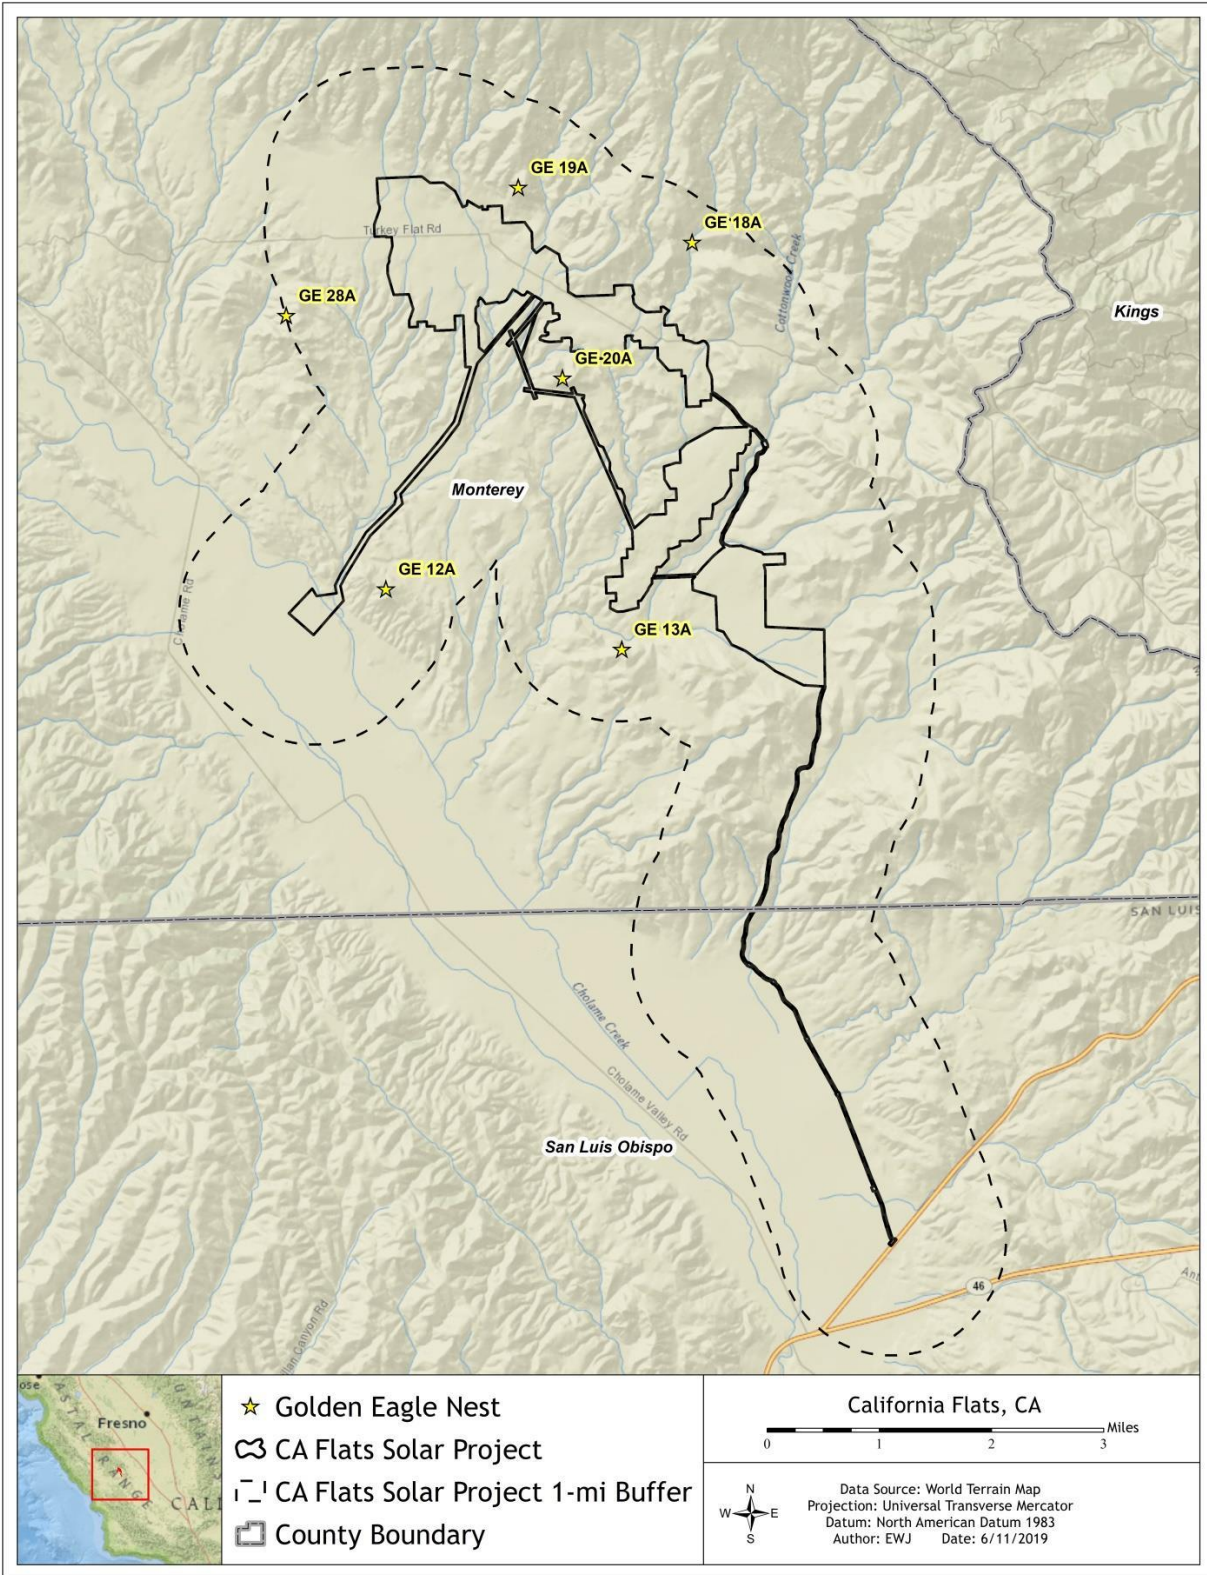 GE 19A
GE 18A
Turkey Flat Rd
Cottonwood Creek
GE 28A
Kings
GE 20A
Monterey
GE 12A
Cholame Rd
GE 13A
SAN LUIS
Cholame Creek
Cholame Valley Rd
San Luis Obispo
46
Canyon Rd
Fresno
Golden Eagle Nest
CA Flats Solar Project
CA Flats Solar Project 1-mi Buffer
County Boundary
California Flats, CA
Miles
0 1 2 3
N
W E
S
Data Source: World Terrain Map
Projection: Universal Transverse Mercator
Datum: North American Datum 1983
Author: EWJ Date: 6/11/2019